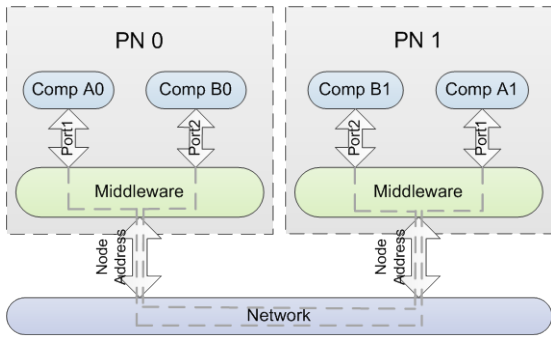 PN 0
PN 1
Comp A0
Comp B0
Comp B1
Comp A1
Port1
Port2
Port2
Port1
Middleware
Middleware
Node
Address
Node
Address
Network